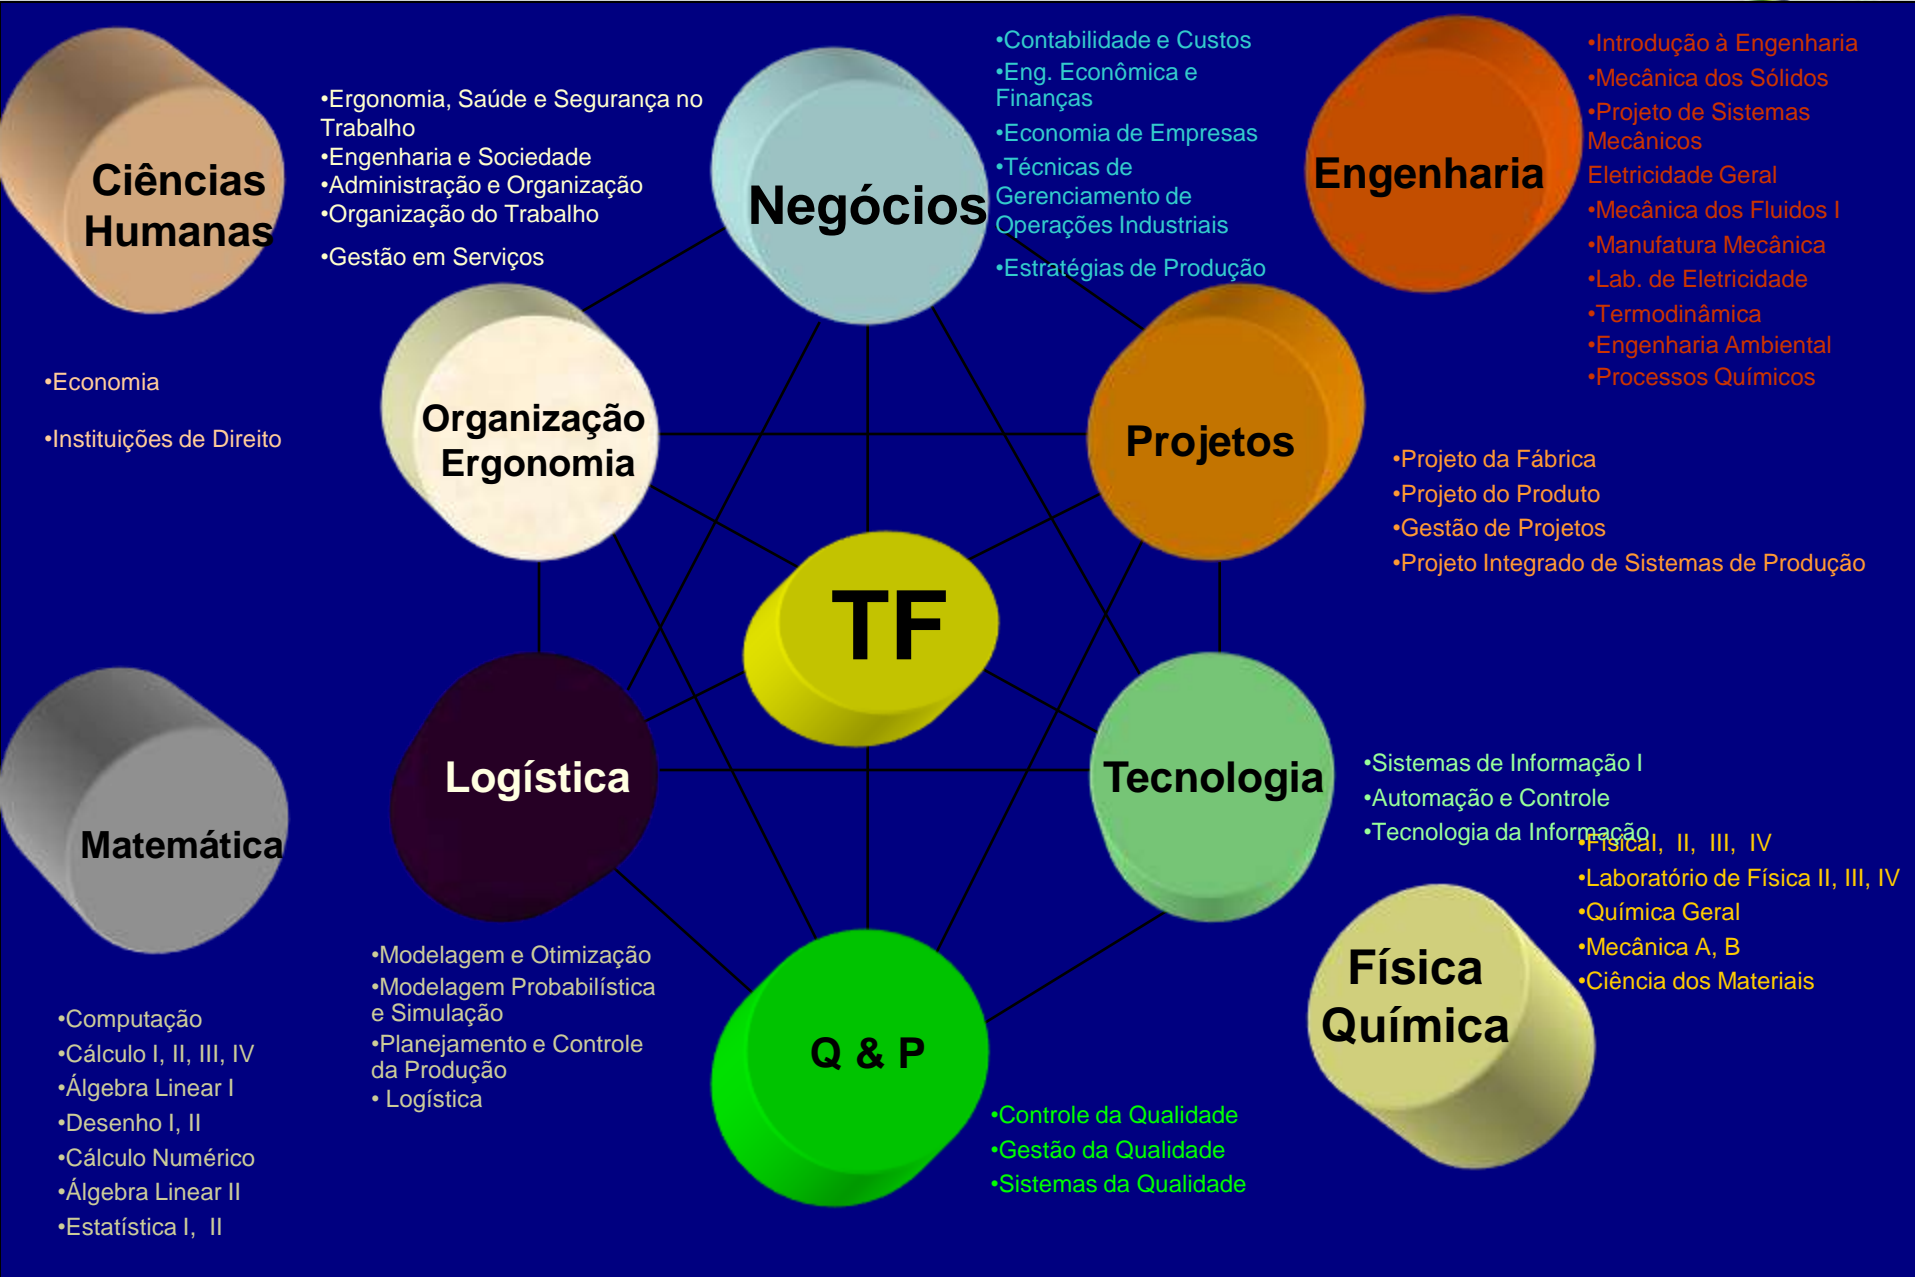 Ciências
Humanas
•Economia
•Instituições de Direito
•Ergonomia, Saúde e Segurança no
Trabalho
•Engenharia e Sociedade
•Administração e Organização
•Organização do Trabalho
•Gestão em Serviços
Organização
Ergonomia
Negócios
•Contabilidade e Custos
•Eng. Econômica e
Finanças
•Economia de Empresas
•Técnicas de
Gerenciamento de
Operações Industriais
•Estratégias de Produção
Engenharia
•Introdução à Engenharia
•Mecânica dos Sólidos
•Projeto de Sistemas
Mecânicos
Eletricidade Geral
•Mecânica dos Fluidos I
•Manufatura Mecânica
•Lab. de Eletricidade
•Termodinâmica
•Engenharia Ambiental
•Processos Químicos
Projetos
•Projeto da Fábrica
•Projeto do Produto
•Gestão de Projetos
•Projeto Integrado de Sistemas de Produção
TF
Matemática
•Computação
•Cálculo I, II, III, IV
•Álgebra Linear I
•Desenho I, II
•Cálculo Numérico
•Álgebra Linear II
•Estatística I, II
Logística
•Modelagem e Otimização
•Modelagem Probabilística
e Simulação
•Planejamento e Controle
da Produção
• Logística
Q & P
•Controle da Qualidade
•Gestão da Qualidade
•Sistemas da Qualidade
Tecnologia
•Sistemas de Informação I
•Automação e Controle
•Tecnologia da Informação
Física
Química
•FísicaI, II, III, IV
•Laboratório de Física II, III, IV
•Química Geral
•Mecânica A, B
•Ciência dos Materiais